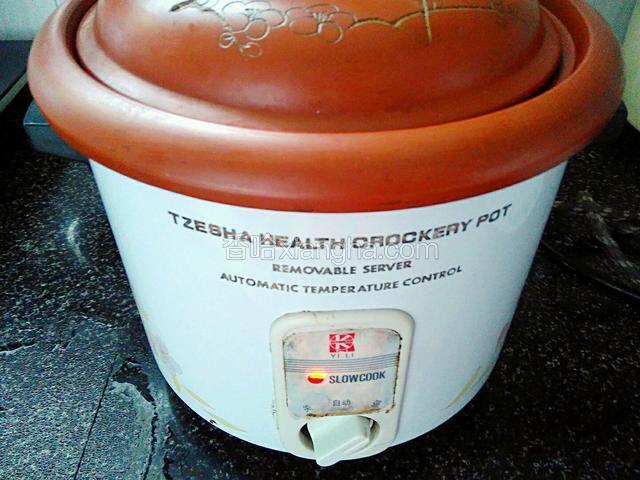 TZESHA HEALTH CROCKERY POT
香哈xiangha.com
REMOVABLE SERVER
AUTOMATIC TEMPERATURE CONTROL
YI LI
SLOWCOOK
自动